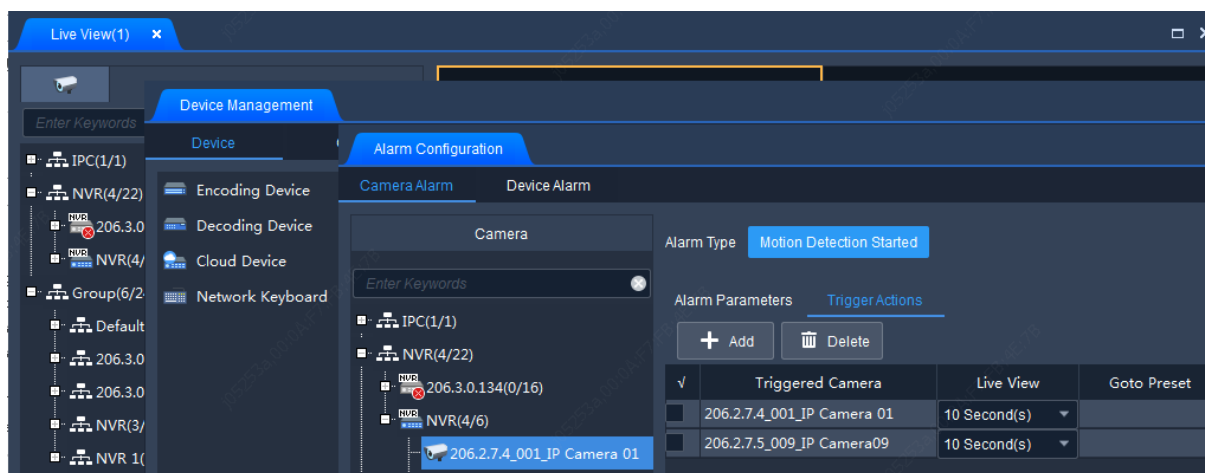 Live View(1)
Enter Keywords
IPC(1/1)
NVR(4/22)
NVR
206.3.0
NVR
NVR(4/
Group(6/2
Default
206.3.0
206.3.0
NVR(3/
NVR 1(
Device Management
Device
Encoding Device
Decoding Device
Cloud Device
Network Keyboard
Alarm Configuration
Camera Alarm Device Alarm
Camera
Enter Keywords
IPC(1/1)
NVR(4/22)
NVR
206.3.0.134(0/16)
NVR
NVR(4/6)
206.2.7.4_001_IP Camera 01
Alarm Type Motion Detection Started
Alarm Parameters Trigger Actions
Add Delete
√ Triggered Camera Live View Goto Preset
206.2.7.4_001_IP Camera 01 10 Second(s)
206.2.7.5_009_IP Camera09 10 Second(s)